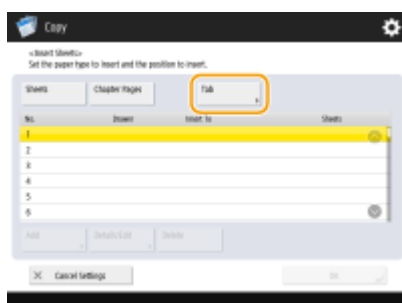 Copy
<Insert Sheets>
Set the paper type to insert and the position to insert.
Sheets
Chapter Pages
Tab
No.
Drawer
Insert To
Sheets
1
2
3
4
5
6
Add
Details/Edit
Delete
Cancel Settings
OK